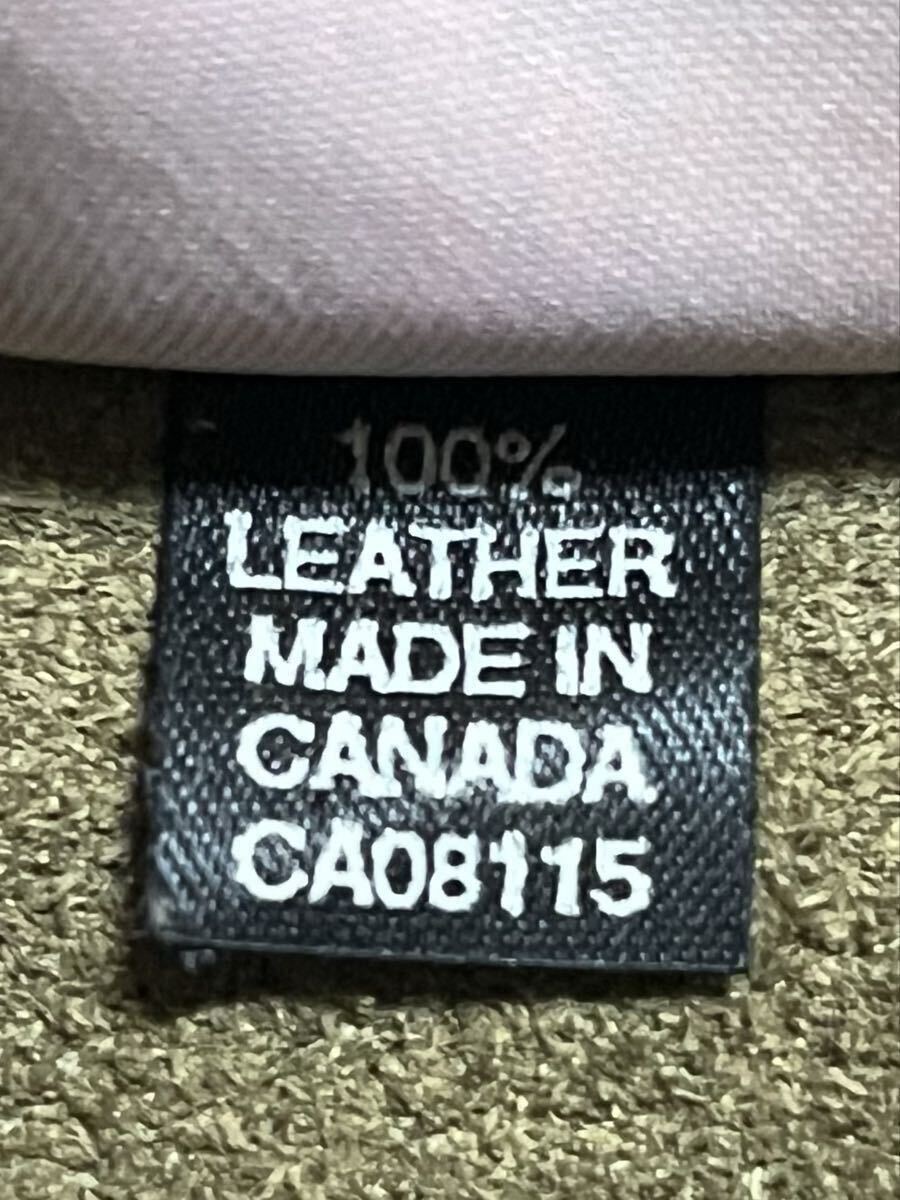 100%
LEATHER
MADE IN
CANADA
CA08115